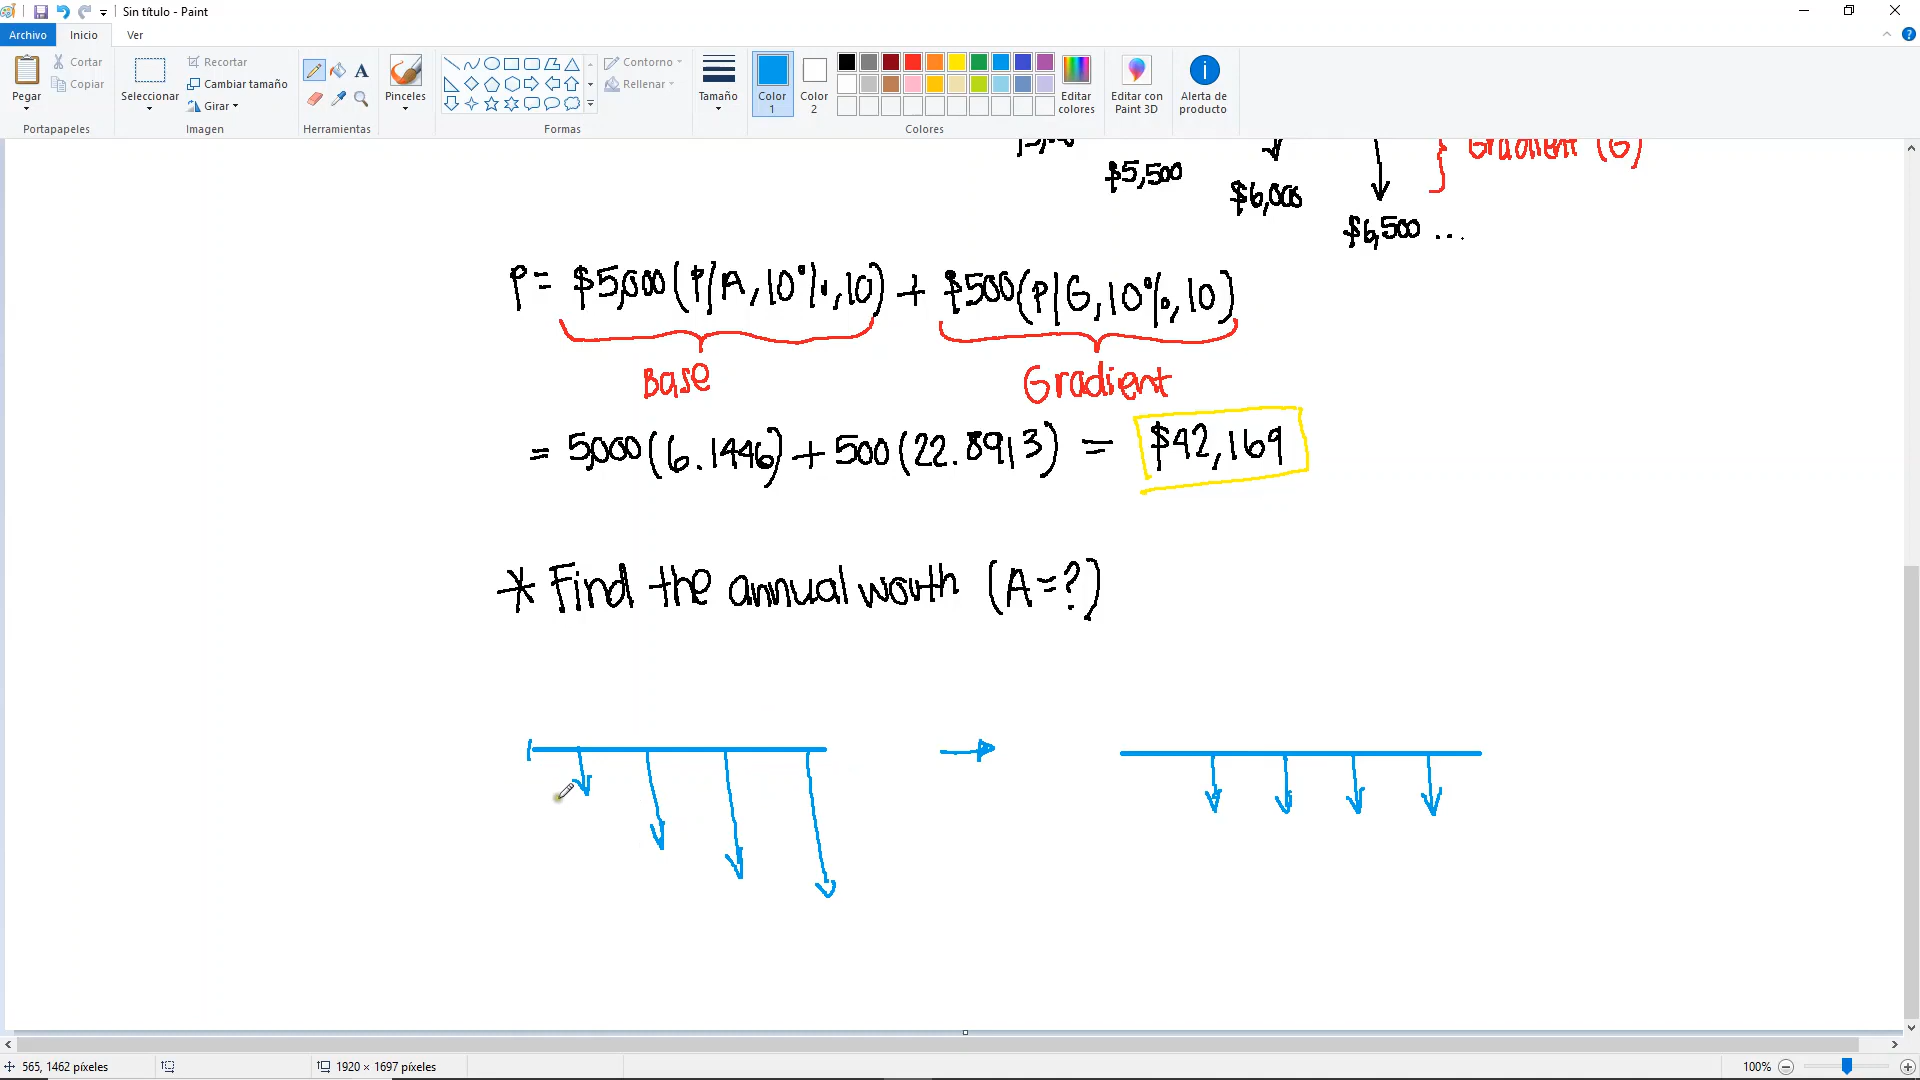 Sin título - Paint
Archivo Inicio Ver
Pegar
Cortar
Copiar
Portapapeles
Seleccionar
Recortar
Cambiar tamaño
Girar
Imagen
A
Herramientas
Pinceles
Contorno
Rellenar
Formas
Tamaño
Color 1
Color 2
Editar colores
Colores
Editar con Paint 3D
Alerta de producto
Gradient (G)
$5,500
$6,000
$6,500 ...
P = $5,000(P/A,10%,10) + $500(P/G,10%,10)
Base Gradient
= 5,000(6.1446) + 500(22.8913) = $42,169
* Find the annual worth (A=?)
565, 1462 píxeles 1920 × 1697 píxeles 100%